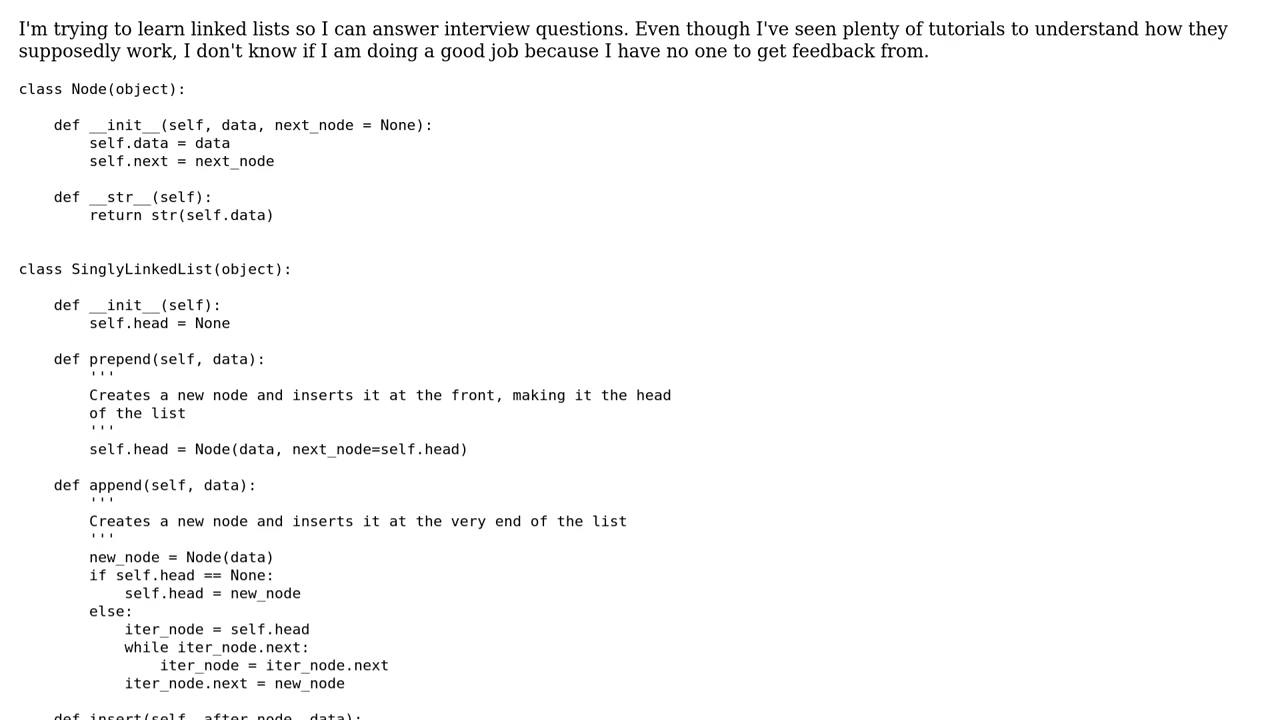 I'm trying to learn linked lists so I can answer interview questions. Even though I've seen plenty of tutorials to understand how they
supposedly work, I don't know if I am doing a good job because I have no one to get feedback from.
class Node(object):
    def __init__(self, data, next_node = None):
        self.data = data
        self.next = next_node
    def __str__(self):
        return str(self.data)
class SinglyLinkedList(object):
    def __init__(self):
        self.head = None
    def prepend(self, data):
        '''
        Creates a new node and inserts it at the front, making it the head
        of the list
        '''
        self.head = Node(data, next_node=self.head)
    def append(self, data):
        '''
        Creates a new node and inserts it at the very end of the list
        '''
        new_node = Node(data)
        if self.head == None:
            self.head = new_node
        else:
            iter_node = self.head
            while iter_node.next:
                iter_node = iter_node.next
            iter_node.next = new_node
    def insert(self, after_node, data):